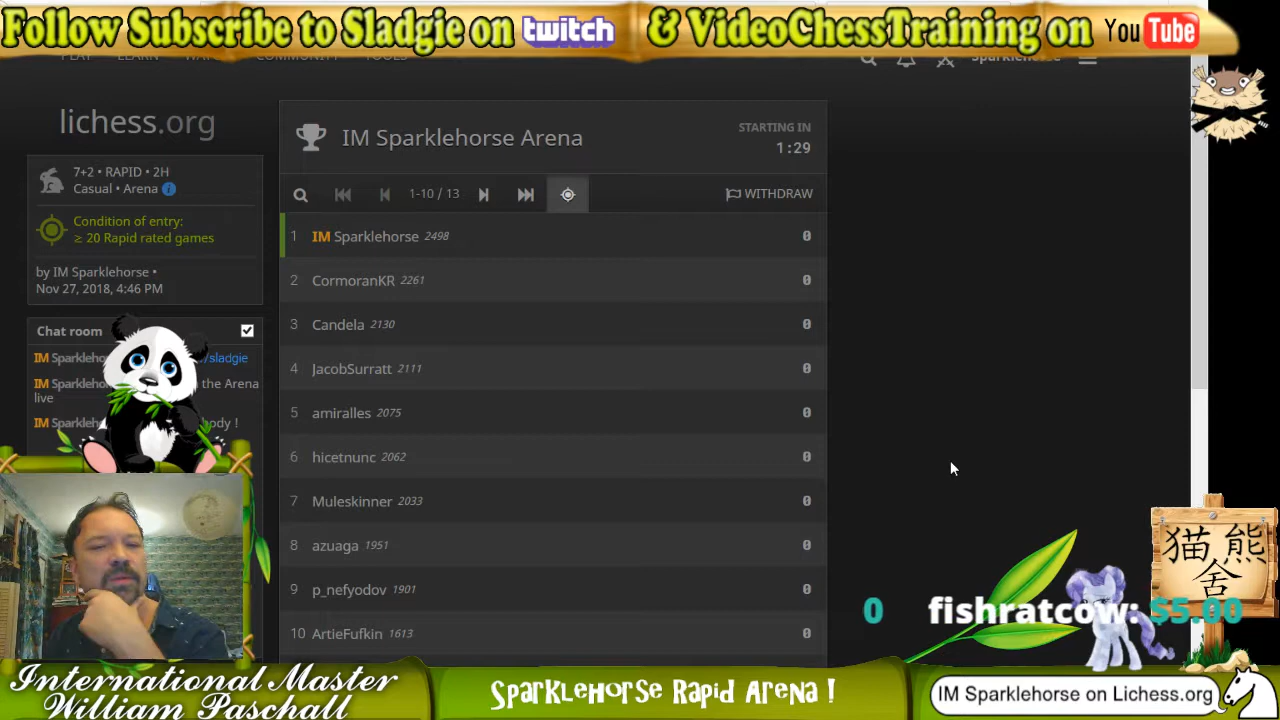 Follow Subscribe to Sladgie on twitch & VideoChessTraining on YouTube
COMMUNITY TOOLS Sparklehorse
lichess.org
7+2 • RAPID • 2H
Casual • Arena
Condition of entry:
≥ 20 Rapid rated games
by IM Sparklehorse •
Nov 27, 2018, 4:46 PM
IM Sparklehorse Arena
STARTING IN
1:29
1-10 / 13
WITHDRAW
1 IM Sparklehorse 2498 0
2 CormoranKR 2261 0
3 Candela 2130 0
4 JacobSurratt 2111 0
5 amiralles 2075 0
6 hicetnunc 2062 0
7 Muleskinner 2033 0
8 azuaga 1951 0
9 p_nefyodov 1901 0
10 ArtieFufkin 1613 0
Chat room
IM Sparkleho /sladgie
IM Sparkleh the Arena
live
IM Sparkleh ody !
猫熊
舍
0 fishratcow: $5.00
International Master
William Paschall
Sparklehorse Rapid Arena !
IM Sparklehorse on Lichess.org